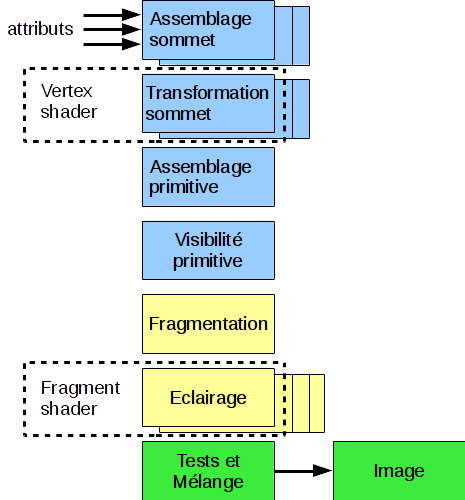 attributs
Assemblage
sommet
Vertex
shader
Transformation
sommet
Assemblage
primitive
Visibilité
primitive
Fragmentation
Fragment
shader
Eclairage
Tests et
Mélange
Image